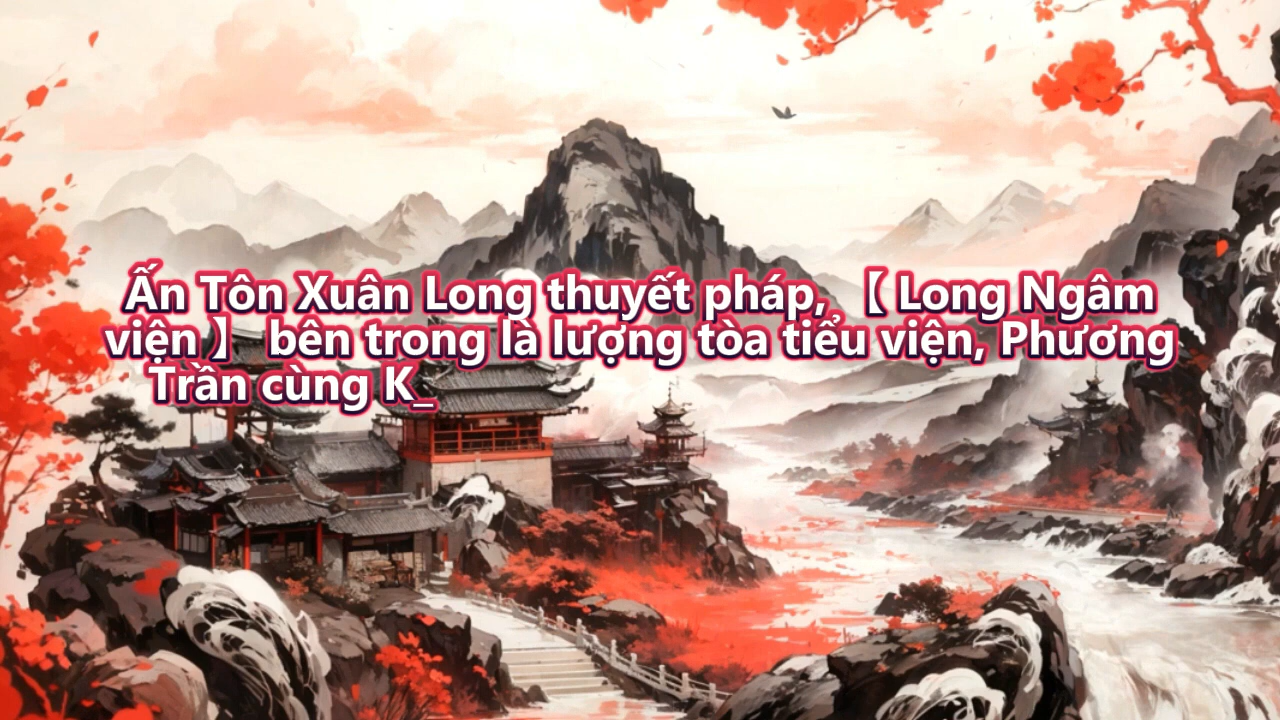 Ấn Tôn Xuân Long thuyết pháp, 【 Long Ngâm
viện 】 bên trong là lượng tòa tiểu viện, Phương
Trần cùng K_